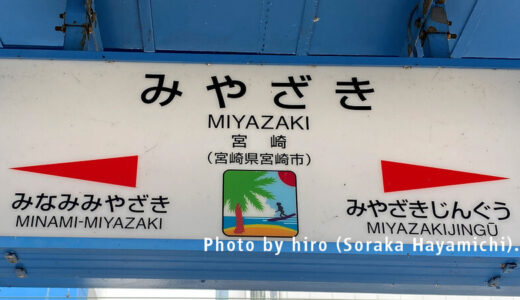 みやざき
MIYAZAKI
宮崎
(宮崎県宮崎市)
みなみみやざき
MINAMI-MIYAZAKI
みやざきじんぐう
MIYAZAKIJINGŪ
Photo by hiro (Soraka Hayamichi).